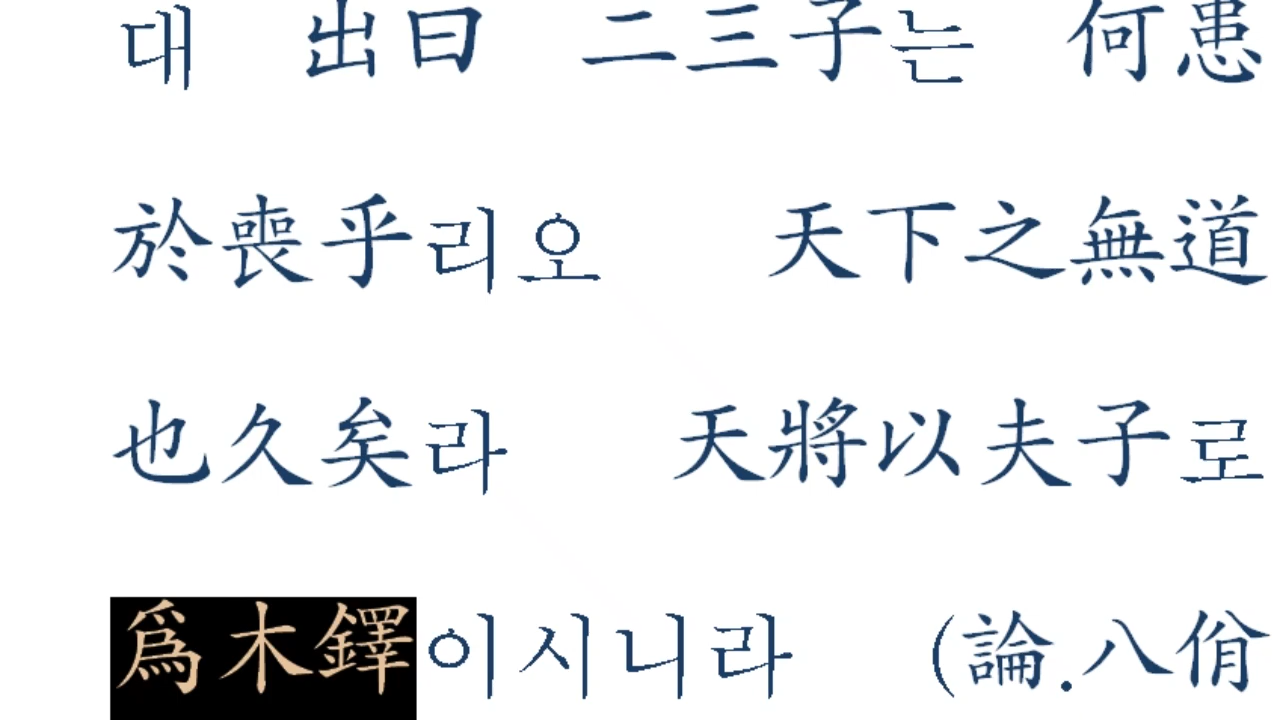 대 出曰 二三子는 何患
於喪乎리오 天下之無道
也久矣라 天將以夫子로
爲木鐸이시니라 (論.八佾